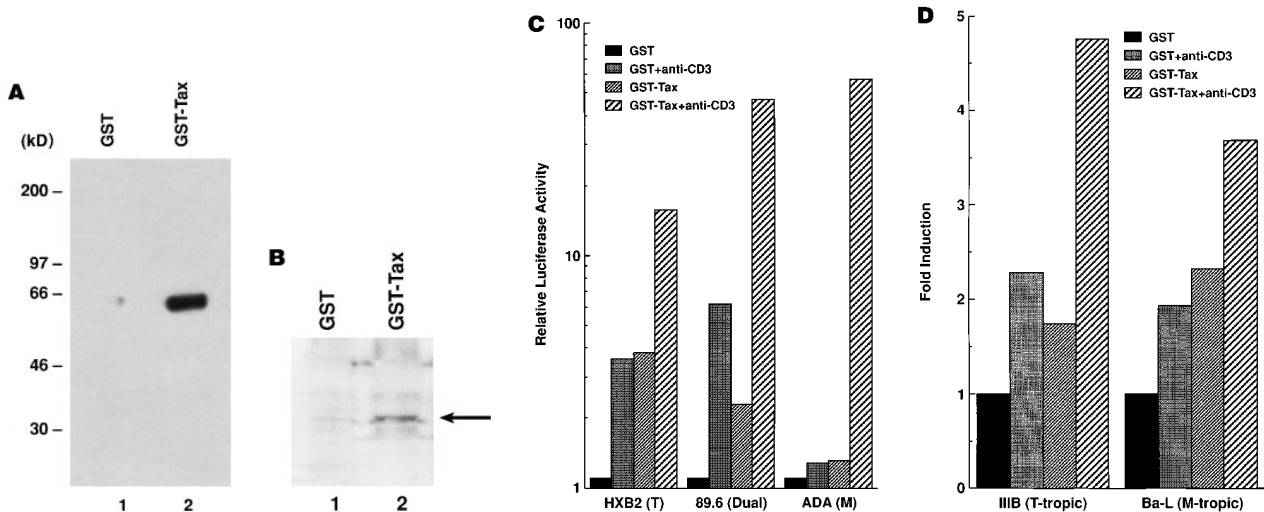 A
GST
GST-Tax
(kD)
200 –
97 –
66 –
46 –
30 –
1 2
B
GST
GST-Tax
1 2
C
100
10
1
Relative Luciferase Activity
GST
GST+anti-CD3
GST-Tax
GST-Tax+anti-CD3
HXB2 (T) 89.6 (Dual) ADA (M)
D
5
4
3
2
1
0
Fold Induction
GST
GST+anti-CD3
GST-Tax
GST-Tax+anti-CD3
IIIB (T-tropic) Ba-L (M-tropic)